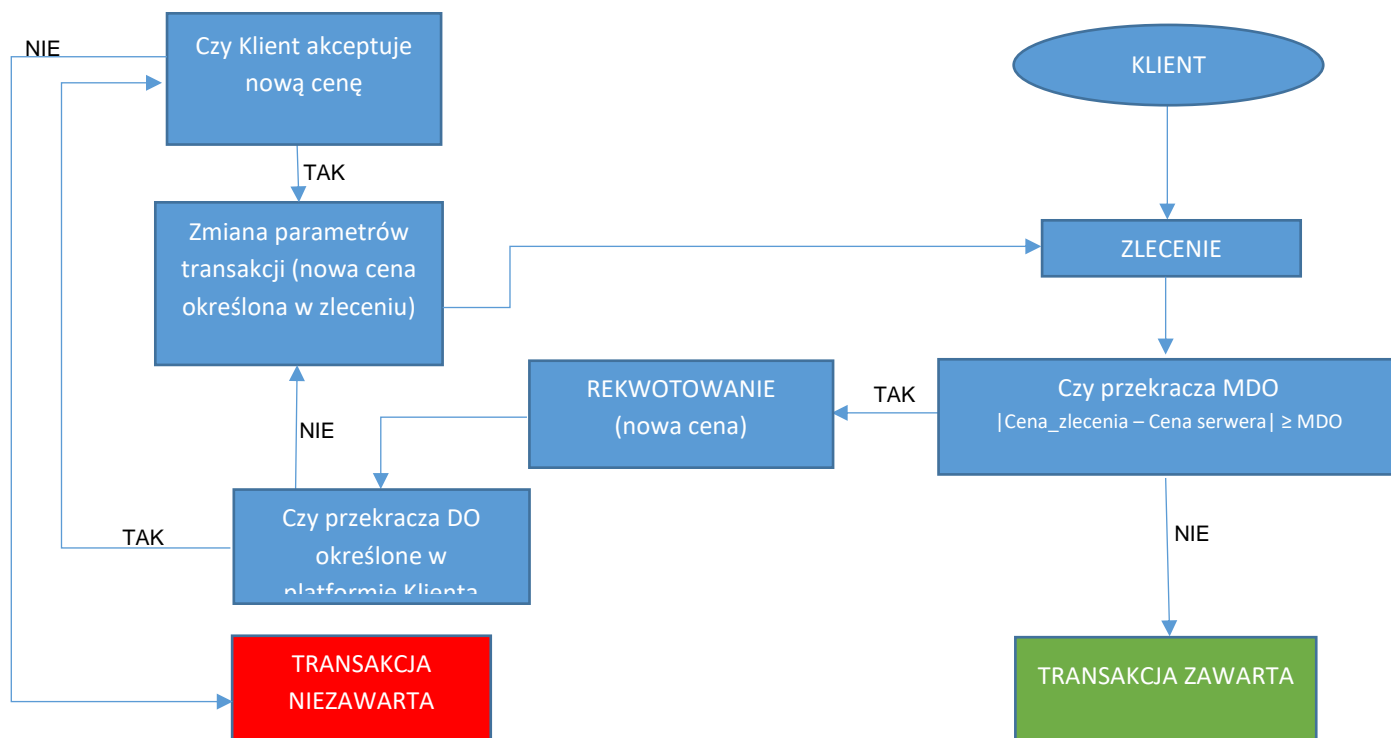 NIE
Czy Klient akceptuje
nową cenę
KLIENT
TAK
Zmiana parametrów
transakcji (nowa cena
określona w zleceniu)
ZLECENIE
REKWOTOWANIE
(nowa cena)
TAK
Czy przekracza MDO
|Cena_zlecenia – Cena serwera| ≥ MDO
NIE
TAK
Czy przekracza DO
określone w
platformie Klienta
NIE
TRANSAKCJA
NIEZAWARTA
TRANSAKCJA ZAWARTA